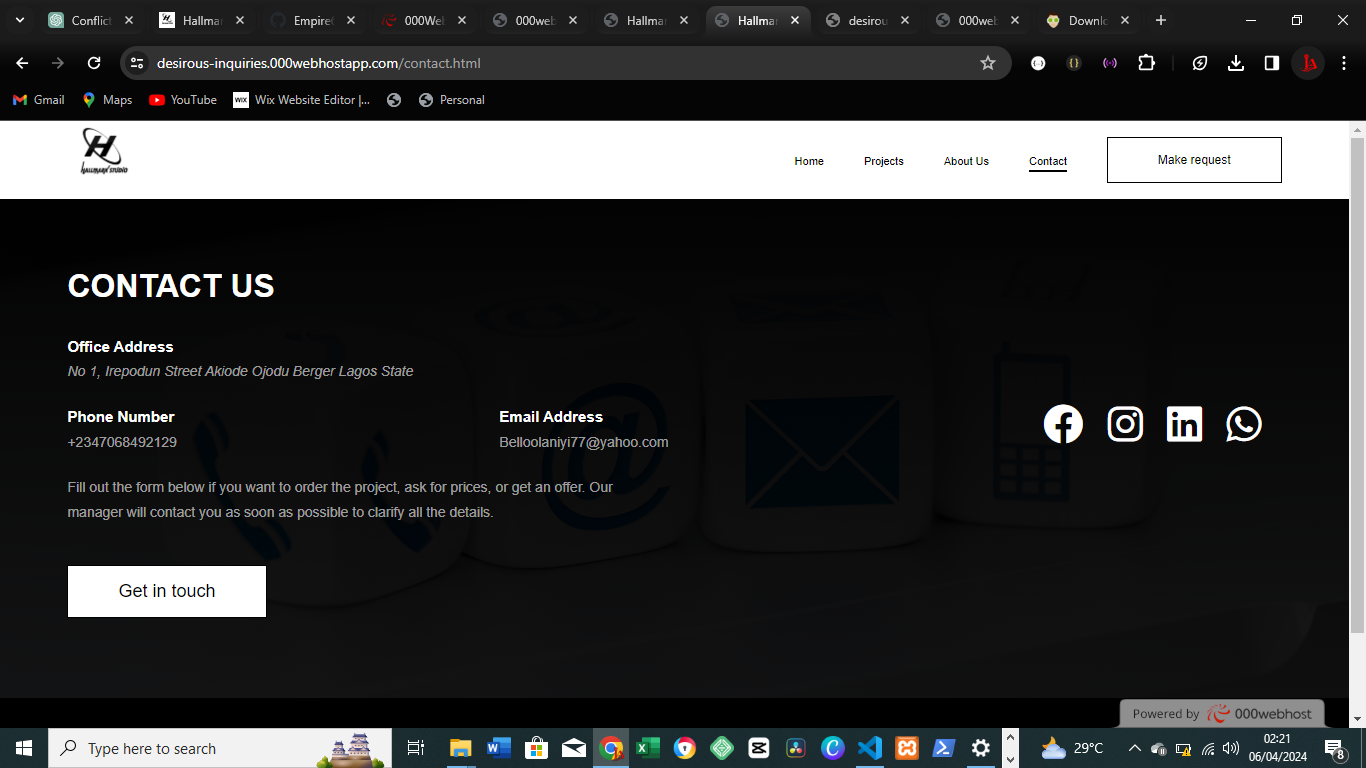 Conflict
Hallmar
Empire
000Wel
000web
Hallmar
Hallmar
desirou
000web
Downlo
desirous-inquiries.000webhostapp.com/contact.html
Gmail
Maps
YouTube
WIX
Wix Website Editor |...
Personal
H
HALLMARK STUDIO
Home
Projects
About Us
Contact
Make request
CONTACT US
Office Address
No 1, Irepodun Street Akiode Ojodu Berger Lagos State
Phone Number
Email Address
+2347068492129
Belloolaniyi77@yahoo.com
Fill out the form below if you want to order the project, ask for prices, or get an offer. Our
manager will contact you as soon as possible to clarify all the details.
Get in touch
Powered by 000webhost
Type here to search
29°C
02:21
06/04/2024
8